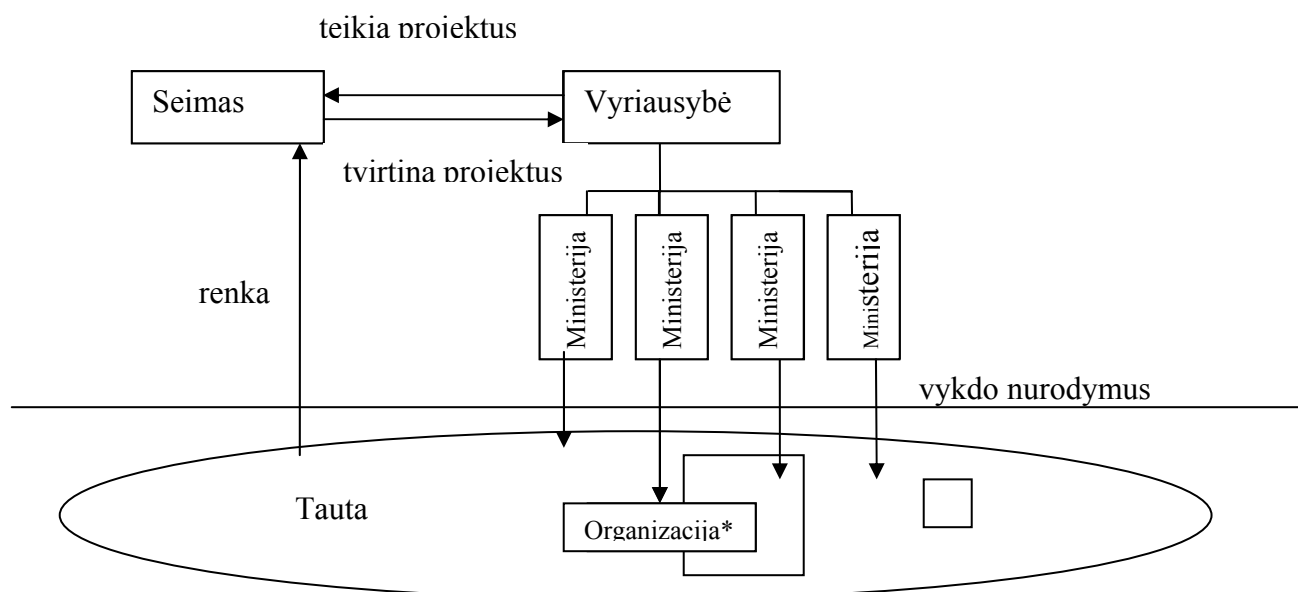 teikia projektus
Seimas
Vyriausybė
tvirtina projektus
Ministerija
Ministerija
Ministerija
Ministerija
renka
vykdo nurodymus
Tauta
Organizacija*